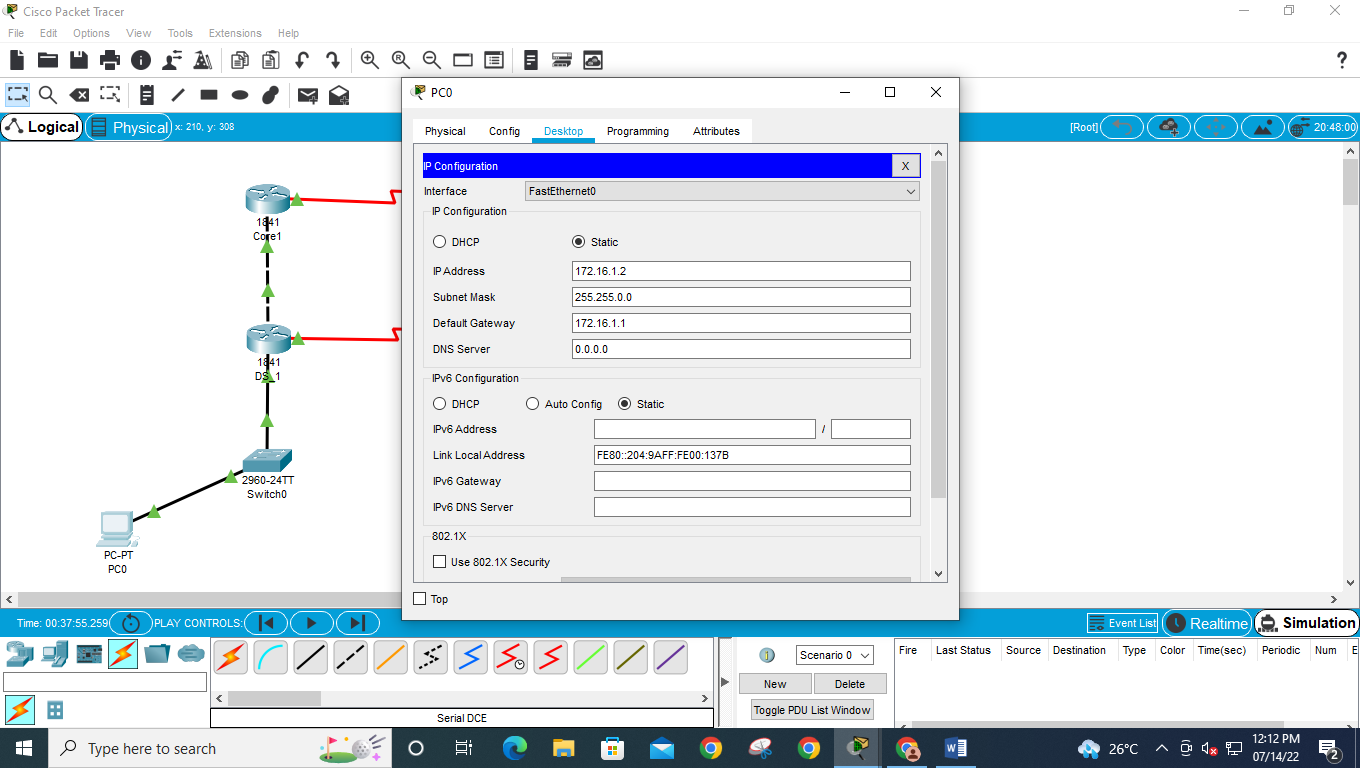 Cisco Packet Tracer
File Edit Options View Tools Extensions Help
R
?
PC0
Physical Config Desktop Programming Attributes
Logical Physical x: 210, y: 308
[Root] 20:48:00
IP Configuration X
Interface FastEthernet0
IP Configuration
DHCP Static
IP Address 172.16.1.2
Subnet Mask 255.255.0.0
Default Gateway 172.16.1.1
DNS Server 0.0.0.0
IPv6 Configuration
DHCP Auto Config Static
IPv6 Address /
Link Local Address FE80::204:9AFF:FE00:137B
IPv6 Gateway
IPv6 DNS Server
802.1X
Use 802.1X Security
Top
1841
Core1
1841
DS_1
2960-24TT
Switch0
PC-PT
PC0
Time: 00:37:55.259 PLAY CONTROLS: Event List Realtime Simulation
Scenario 0
New Delete
Toggle PDU List Window
Fire Last Status Source Destination Type Color Time(sec) Periodic Num E
Serial DCE
Type here to search
26°C
12:12 PM
07/14/22
2